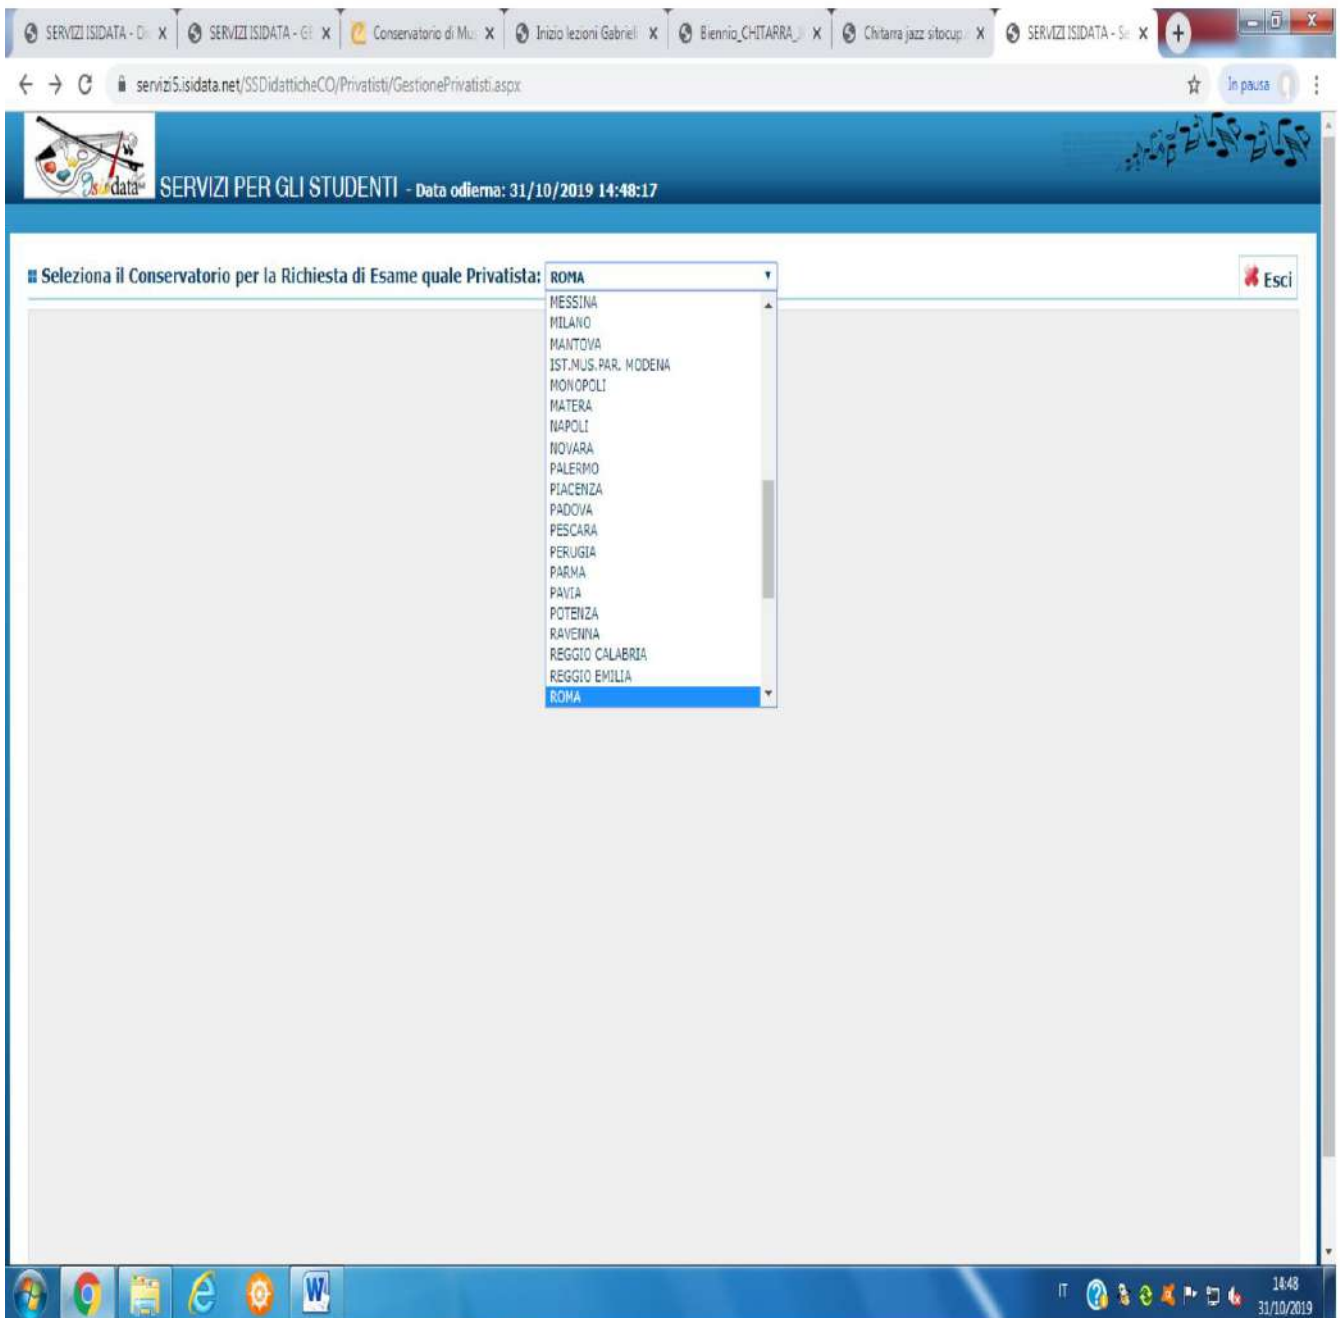 SERVIZI ISIDATA - D
SERVIZI ISIDATA - G
Conservatorio di Mu
Inizio lezioni Gabriel
Biennio_CHITARRA_J
Chitarra jazz sitocup
SERVIZI ISIDATA - Se
servizi5.isidata.net/SSDidatticheCO/Privatisti/GestionePrivatisti.aspx
In pausa
Isidata
SERVIZI PER GLI STUDENTI - Data odierna: 31/10/2019 14:48:17
Seleziona il Conservatorio per la Richiesta di Esame quale Privatista: ROMA
Esci
MESSINA
MILANO
MANTOVA
IST.MUS.PAR. MODENA
MONOPOLI
MATERA
NAPOLI
NOVARA
PALERMO
PIACENZA
PADOVA
PESCARA
PERUGIA
PARMA
PAVIA
POTENZA
RAVENNA
REGGIO CALABRIA
REGGIO EMILIA
ROMA
IT
14:48
31/10/2019